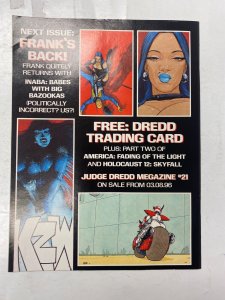 NEXT ISSUE:
FRANK'S
BACK!
FRANK QUITELY
RETURNS WITH
INABA: BABES
WITH BIG
BAZOOKAS
(POLITICALLY
INCORRECT? US?!)
FREE: DREDD
TRADING CARD
PLUS: PART TWO OF
AMERICA: FADING OF THE LIGHT
AND HOLOCAUST 12: SKYFALL
JUDGE DREDD MEGAZINE #21
ON SALE FROM 03.08.96